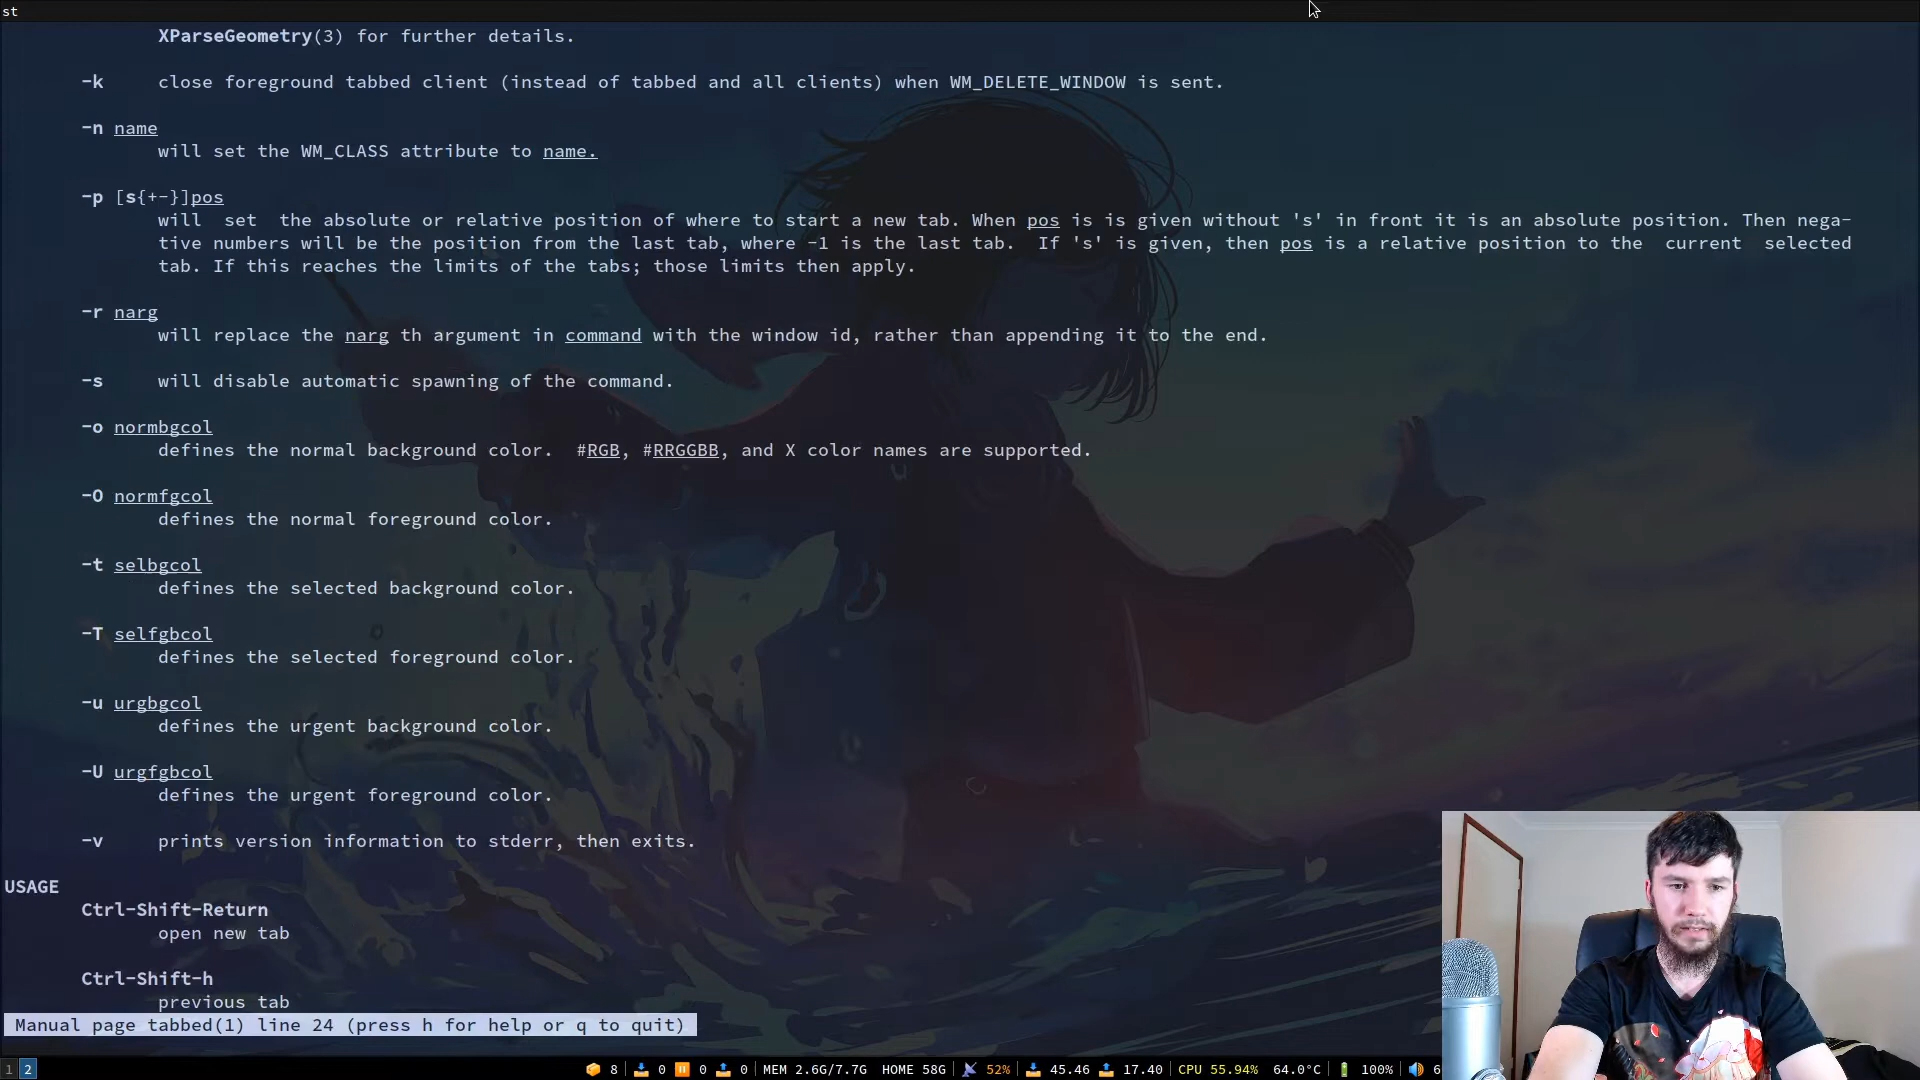 st
XParseGeometry(3) for further details.
-k close foreground tabbed client (instead of tabbed and all clients) when WM_DELETE_WINDOW is sent.
-n name
will set the WM_CLASS attribute to name.
-p [s{+-}]pos
will set the absolute or relative position of where to start a new tab. When pos is is given without 's' in front it is an absolute position. Then nega-
tive numbers will be the position from the last tab, where -1 is the last tab. If 's' is given, then pos is a relative position to the current selected
tab. If this reaches the limits of the tabs; those limits then apply.
-r narg
will replace the narg th argument in command with the window id, rather than appending it to the end.
-s will disable automatic spawning of the command.
-o normbgcol
defines the normal background color. #RGB, #RRGGBB, and X color names are supported.
-O normfgcol
defines the normal foreground color.
-t selbgcol
defines the selected background color.
-T selfgbcol
defines the selected foreground color.
-u urgbgcol
defines the urgent background color.
-U urgfgbcol
defines the urgent foreground color.
-v prints version information to stderr, then exits.
USAGE
Ctrl-Shift-Return
open new tab
Ctrl-Shift-h
previous tab
Manual page tabbed(1) line 24 (press h for help or q to quit)
1 2 8 0 0 0 MEM 2.6G/7.7G HOME 58G 52% 45.46 17.40 CPU 55.94% 64.0°C 100% 6